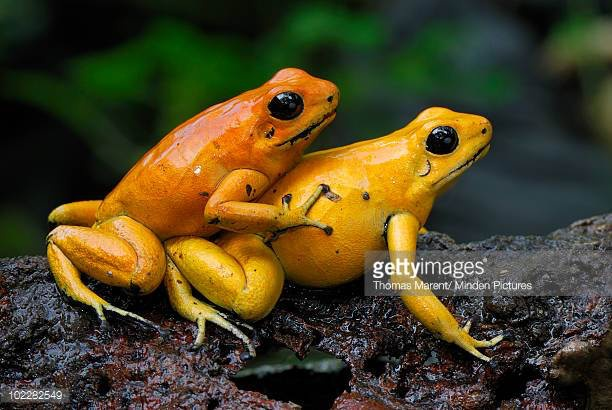 gettyimages
Thomas Marent/ Minden Pictures
102282549